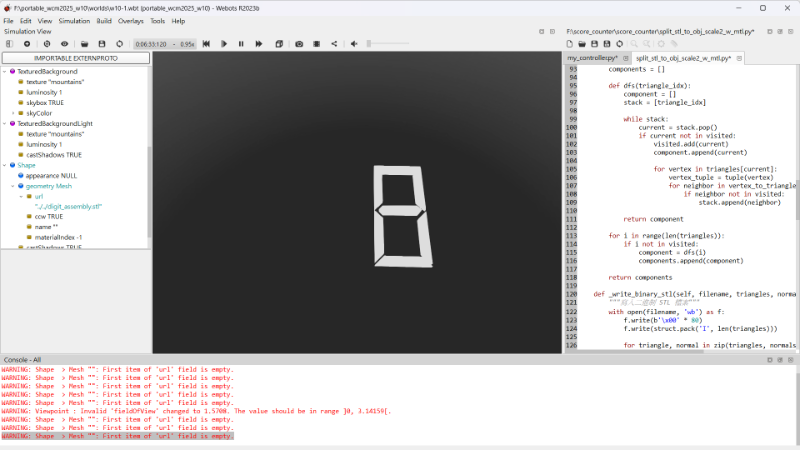 F:\portable_wcm2025_w10\worlds\w10-1.wbt (portable_wcm2025_w10) - Webots R2023b
File Edit View Simulation Build Overlays Tools Help
Simulation View
0:06:33:120 - 0.95x
IMPORTABLE EXTERNPROTO
TexturedBackground
texture "mountains"
luminosity 1
skybox TRUE
skyColor
TexturedBackgroundLight
texture "mountains"
luminosity 1
castShadows TRUE
Shape
appearance NULL
geometry Mesh
url
"../../digit_assembly.stl"
ccw TRUE
name ""
materialIndex -1
castShadows TRUE
F:\score_counter\score_counter\split_stl_to_obj_scale2_w_mtl.py*
my_controller.py* split_stl_to_obj_scale2_w_mtl.py*
93 components = []
94
95 def dfs(triangle_idx):
96 component = []
97 stack = [triangle_idx]
98
99 while stack:
100 current = stack.pop()
101 if current not in visited:
102 visited.add(current)
103 component.append(current)
104
105 for vertex in triangles[current]:
106 vertex_tuple = tuple(vertex)
107 for neighbor in vertex_to_triangle
108 if neighbor not in visited:
109 stack.append(neighbor)
110
111 return component
112
113 for i in range(len(triangles)):
114 if i not in visited:
115 component = dfs(i)
116 components.append(component)
117
118 return components
119
120 def _write_binary_stl(self, filename, triangles, norma
121 """寫入二進制 STL 檔案"""
122 with open(filename, 'wb') as f:
123 f.write(b'\x00' * 80)
124 f.write(struct.pack('I', len(triangles)))
125
126 for triangle, normal in zip(triangles, normals
Console - All
WARNING: Shape > Mesh "": First item of 'url' field is empty.
WARNING: Shape > Mesh "": First item of 'url' field is empty.
WARNING: Shape > Mesh "": First item of 'url' field is empty.
WARNING: Shape > Mesh "": First item of 'url' field is empty.
WARNING: Shape > Mesh "": First item of 'url' field is empty.
WARNING: Viewpoint : Invalid 'fieldOfView' changed to 1.5708. The value should be in range ]0, 3.14159[.
WARNING: Shape > Mesh "": First item of 'url' field is empty.
WARNING: Shape > Mesh "": First item of 'url' field is empty.
WARNING: Shape > Mesh "": First item of 'url' field is empty.